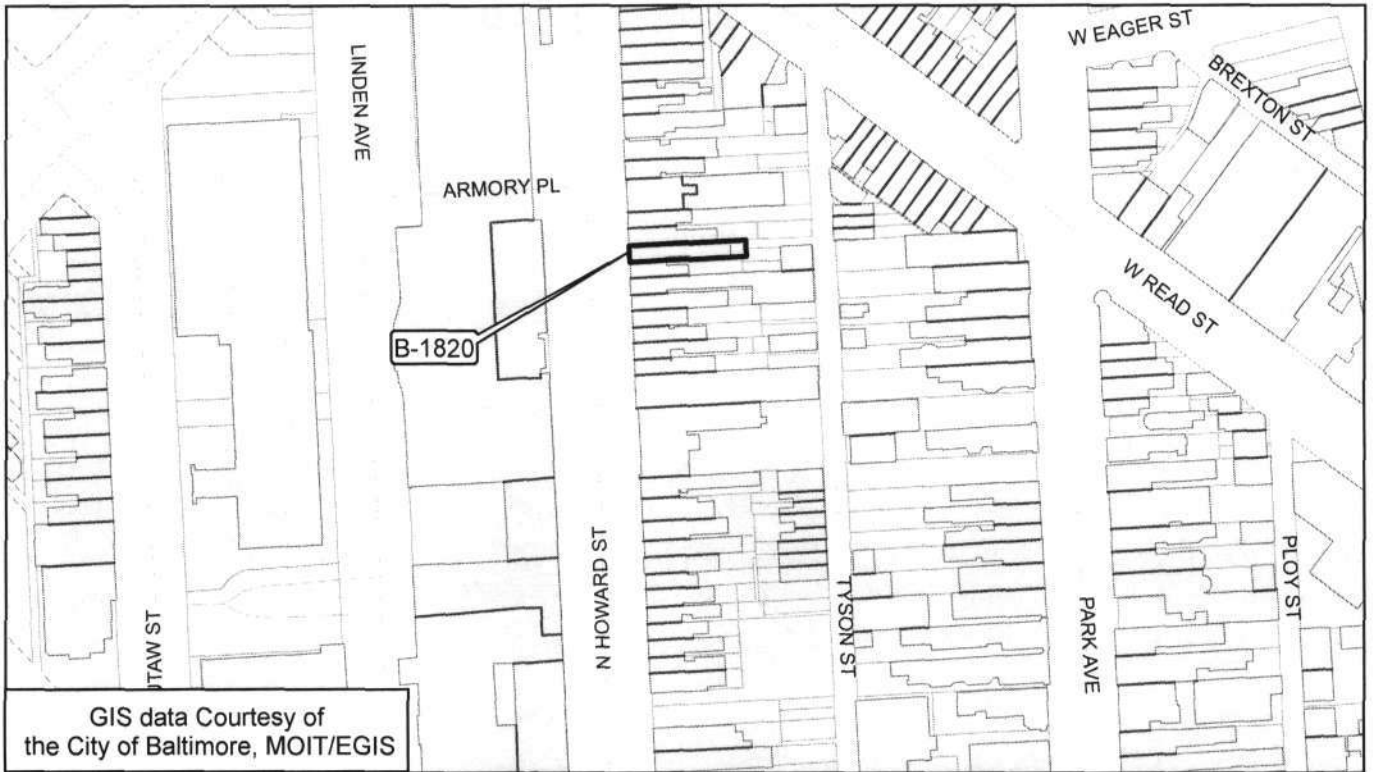 W EAGER ST
BREXTON ST
LINDEN AVE
ARMORY PL
W READ ST
B-1820
N HOWARD ST
TYSON ST
PARK AVE
PLOY ST
UTAW ST
GIS data Courtesy of
the City of Baltimore, MOIT/EGIS